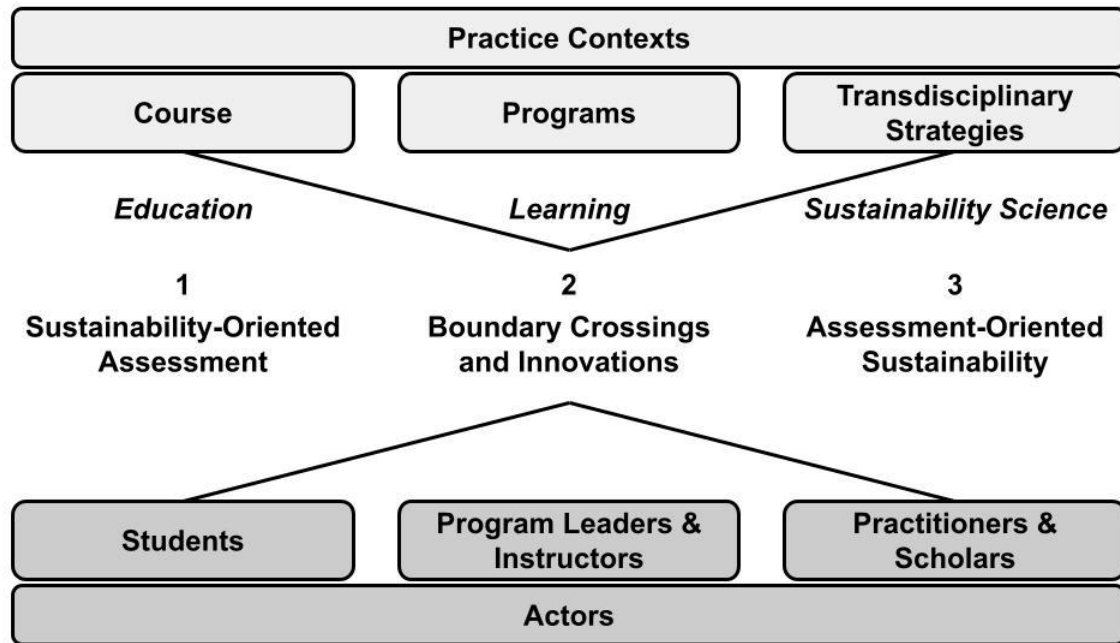 Practice Contexts
Course
Programs
Transdisciplinary
Strategies
Education
Learning
Sustainability Science
1
Sustainability-Oriented
Assessment
2
Boundary Crossings
and Innovations
3
Assessment-Oriented
Sustainability
Students
Program Leaders &
Instructors
Practitioners &
Scholars
Actors